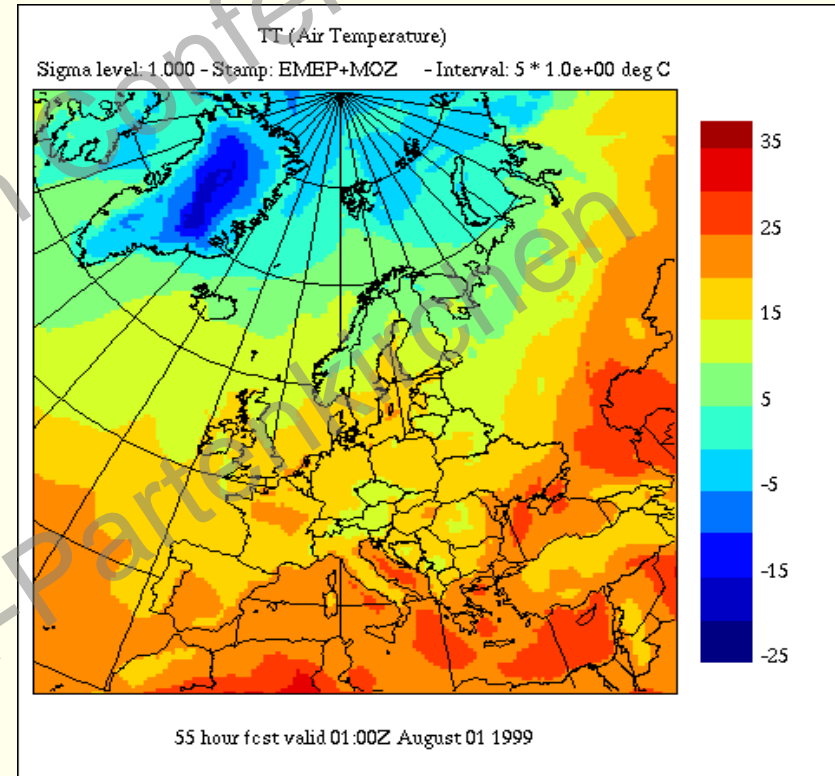 TT (Air Temperature)
Sigma level: 1.000 - Stamp: EMEP+MOZ - Interval: 5 * 1.0e+00 deg C
35
25
15
5
-5
-15
-25
55 hour fcst valid 01:00Z August 01 1999
-Partenkirchen